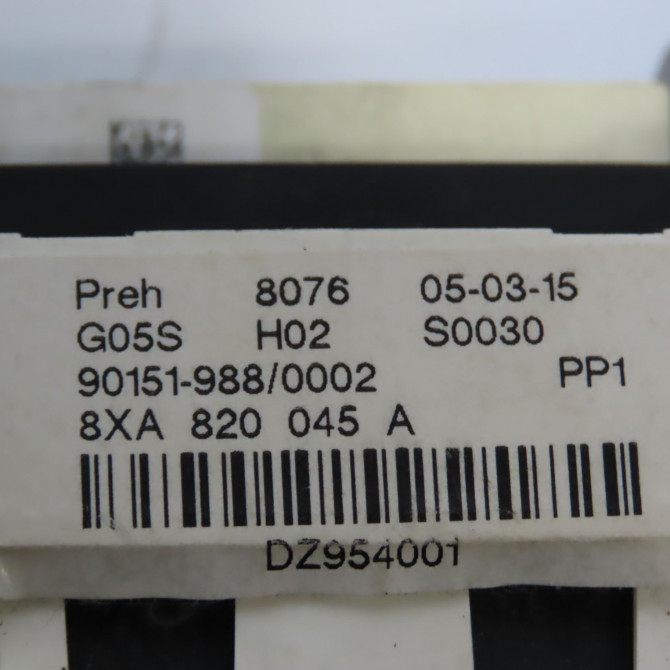 Preh 8076 05-03-15
G05S H02 S0030
90151-988/0002 PP1
8XA 820 045 A
DZ954001